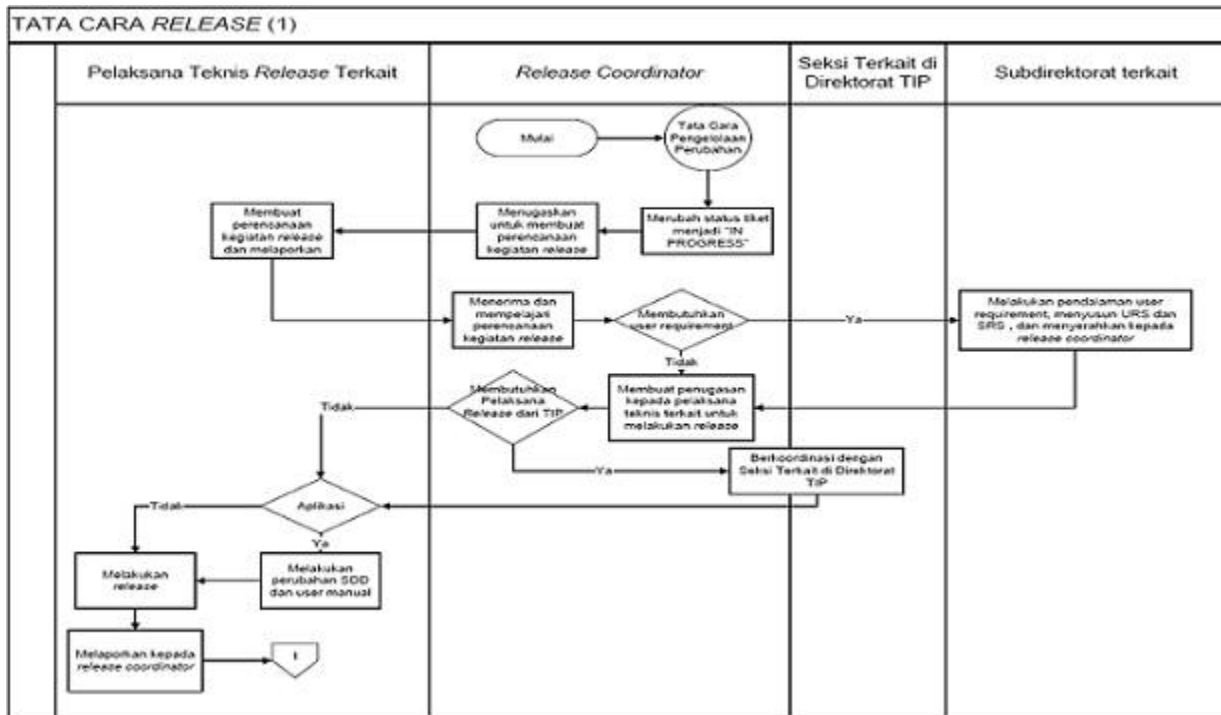 TATA CARA RELEASE (1)
Pelaksana Teknis Release Terkait
Release Coordinator
Seksi Terkait di
Direktorat TIP
Subdirektorat terkait
Mulai
Tata Cara
Pengelolaan
Perubahan
Membuat
perencanaan
kegiatan release
dan melaporkan
Menugaskan
untuk membuat
perencanaan
kegiatan release
Merubah status tiket
menjadi "IN
PROGRESS"
Menerima dan
mempelajari
perencanaan
kegiatan release
Membutuhkan
user requirement
Ya
Melakukan pendalaman user
requirement, menyusun URS dan
SRS , dan menyerahkan kepada
release coordinator
Tidak
Tidak
Membutuhkan
Pelaksana
Release dari TIP
Membuat penugasan
kepada pelaksana
teknis terkait untuk
melakukan release
Ya
Berkoordinasi dengan
Seksi Terkait di Direktorat
TIP
Tidak
Aplikasi
Ya
Melakukan
release
Melakukan
perubahan SDD
dan user manual
Melaporkan kepada
release coordinator
1